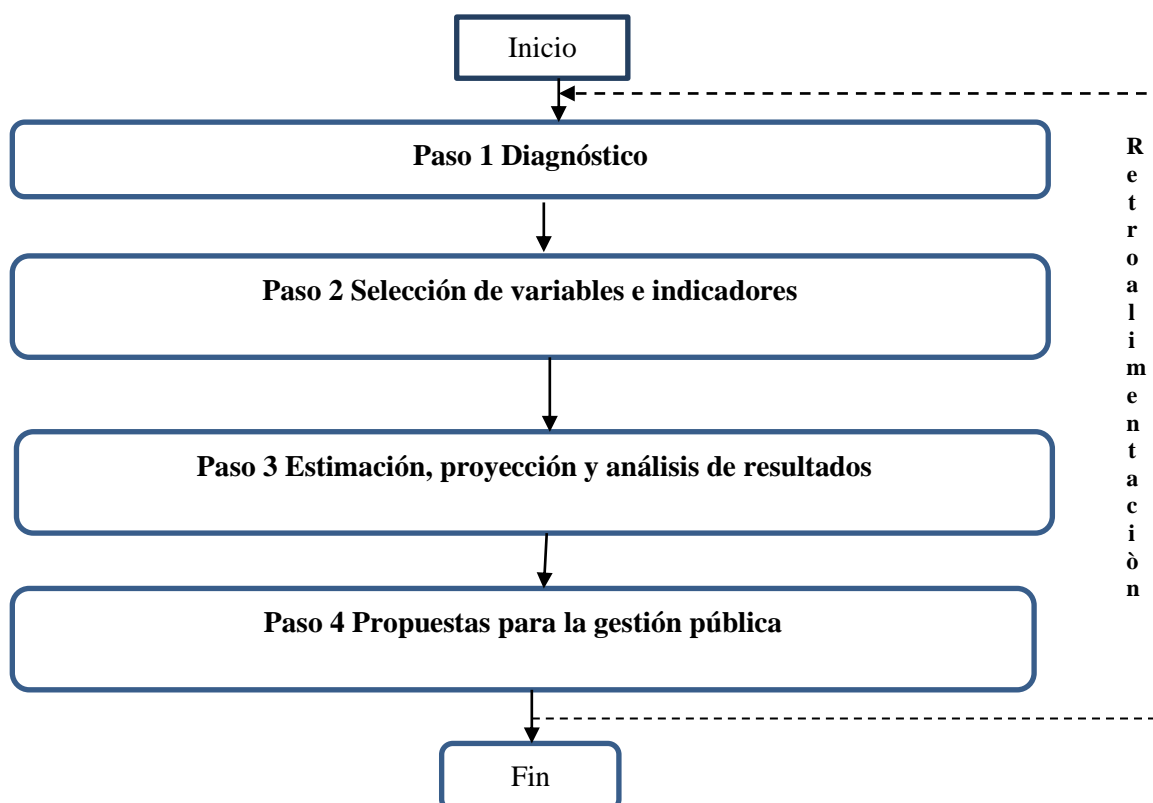 Inicio
Paso 1 Diagnóstico
Paso 2 Selección de variables e indicadores
Paso 3 Estimación, proyección y análisis de resultados
Paso 4 Propuestas para la gestión pública
Fin
Retroalimentaciòn